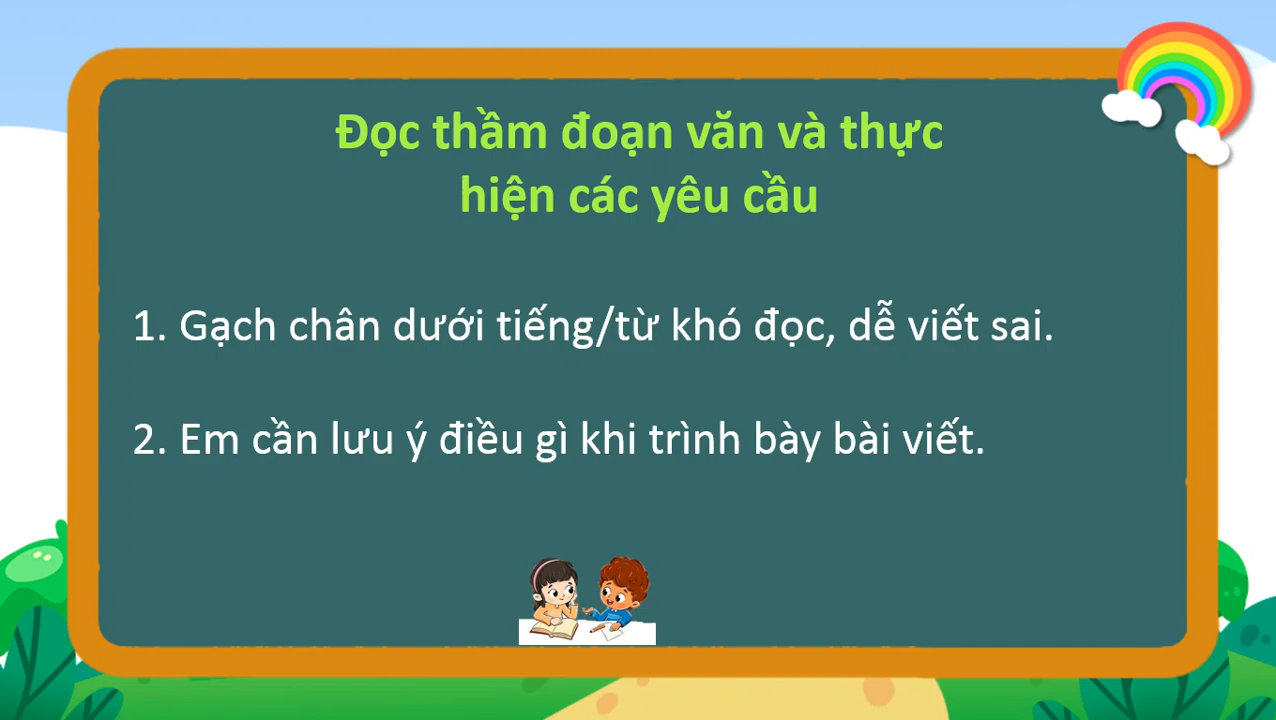 Đọc thầm đoạn văn và thực
hiện các yêu cầu
1. Gạch chân dưới tiếng/từ khó đọc, dễ viết sai.
2. Em cần lưu ý điều gì khi trình bày bài viết.